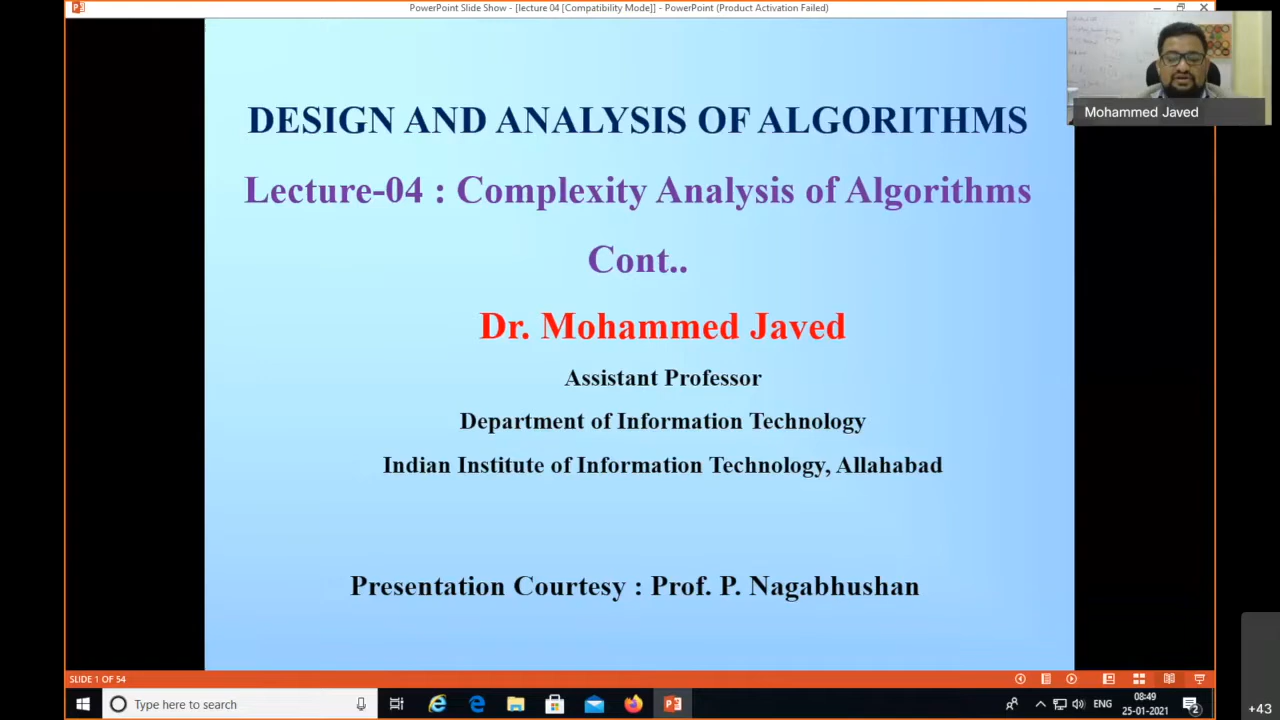 PowerPoint Slide Show - [lecture 04 [Compatibility Mode]] - PowerPoint (Product Activation Failed)
Mohammed Javed
DESIGN AND ANALYSIS OF ALGORITHMS
Lecture-04 : Complexity Analysis of Algorithms
Cont..
Dr. Mohammed Javed
Assistant Professor
Department of Information Technology
Indian Institute of Information Technology, Allahabad
Presentation Courtesy : Prof. P. Nagabhushan
SLIDE 1 OF 54
Type here to search
ENG
08:49
25-01-2021
2
+43